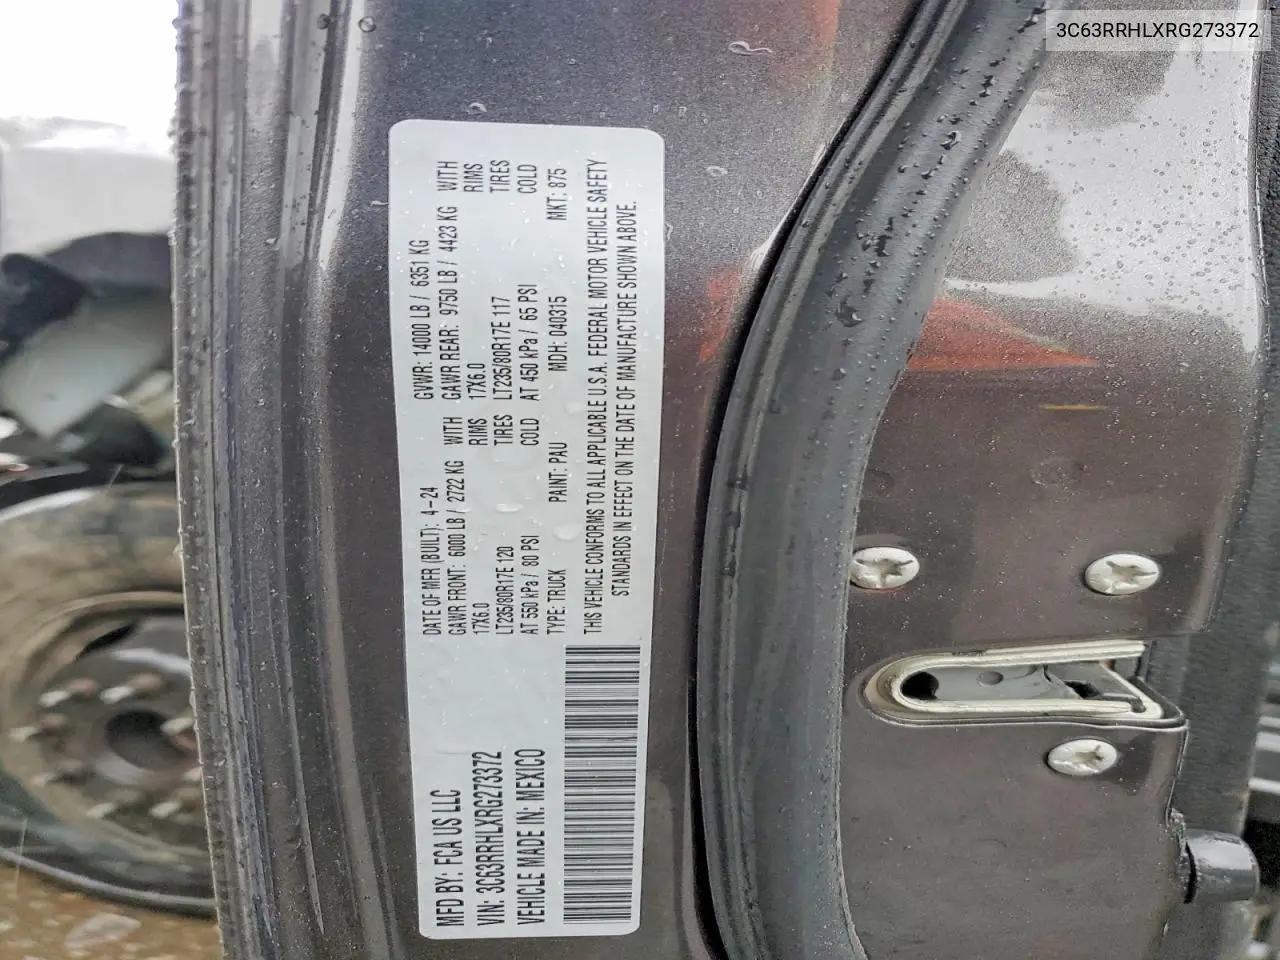 3C63RRHLXRG273372
MFD BY: FCA US LLC
DATE OF MFR (BUILT): 4-24
GVWR: 14000 LB / 6351 KG
GAWR FRONT: 6000 LB / 2722 KG WITH
GAWR REAR: 9750 LB / 4423 KG WITH
17X6.0 RIMS
17X6.0 RIMS
LT235/80R17E 120 TIRES
LT235/80R17E 117 TIRES
AT 550 kPa / 80 PSI COLD
AT 450 kPa / 65 PSI COLD
VIN: 3C63RRHLXRG273372
TYPE: TRUCK PAINT: PAU MDH: 040315 MKT: 875
VEHICLE MADE IN: MEXICO
THIS VEHICLE CONFORMS TO ALL APPLICABLE U.S.A. FEDERAL MOTOR VEHICLE SAFETY
STANDARDS IN EFFECT ON THE DATE OF MANUFACTURE SHOWN ABOVE.